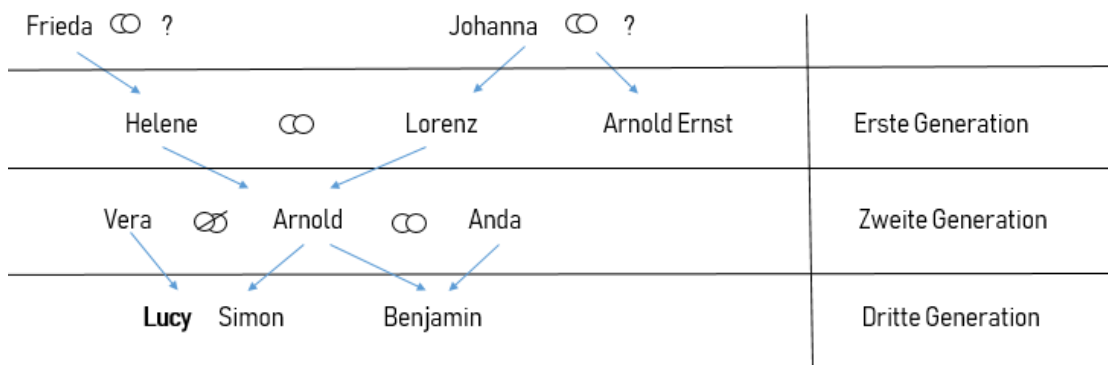 Frieda ⚭ ? Johanna ⚭ ?
Helene ⚭ Lorenz Arnold Ernst Erste Generation
Vera ⚮ Arnold ⚭ Anda Zweite Generation
Lucy Simon Benjamin Dritte Generation